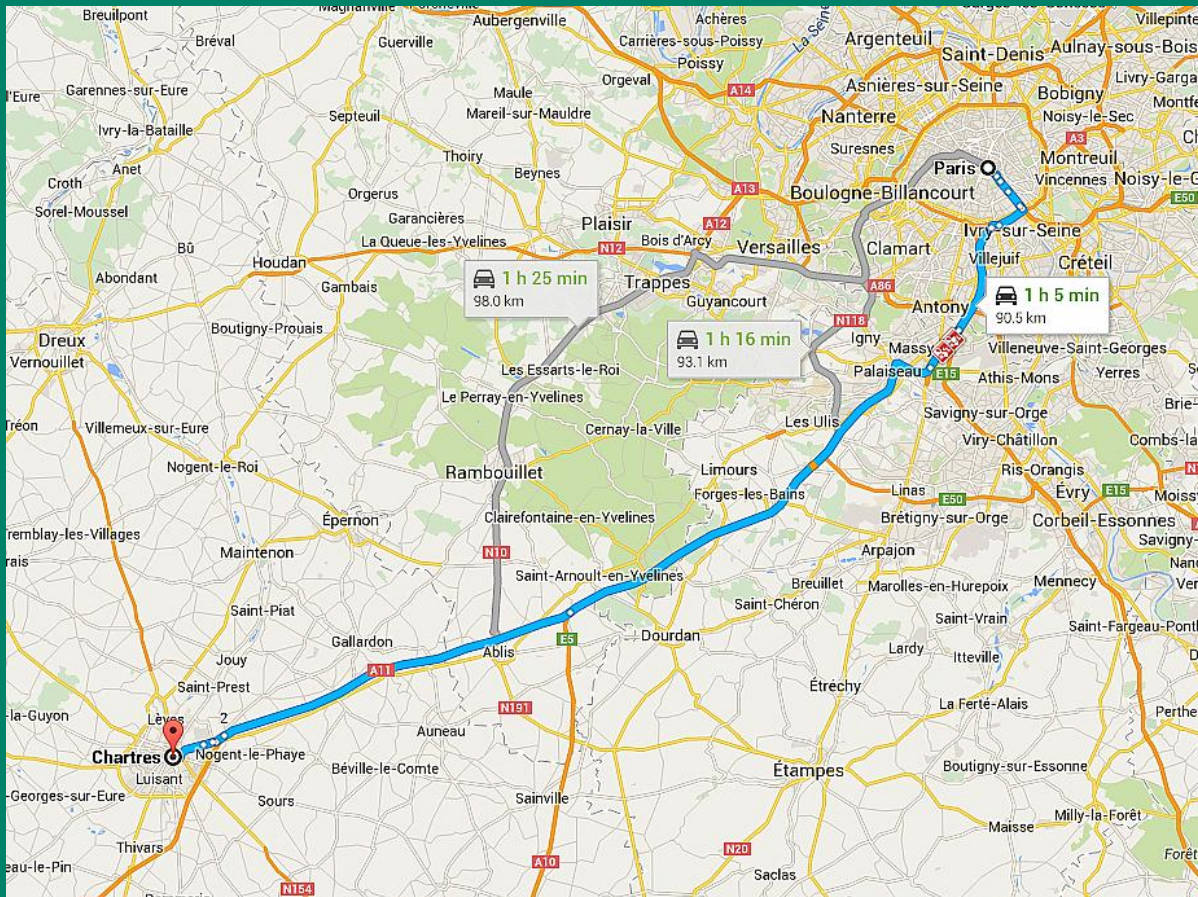 Breuilpont
Aubergenville
Achères
Villepinte
Bréval
Guerville
Carrières-sous-Poissy
La Seine
Argenteuil
Saint-Denis
Aulnay-sous-Bois
Poissy
l'Eure
Garennes-sur-Eure
Maule
Orgeval
A14
Asnières-sur-Seine
Bobigny
Livry-Garga
Ivry-la-Bataille
Septeuil
Mareil-sur-Mauldre
Nanterre
Noisy-le-Sec
A3
Anet
Thoiry
Beynes
Suresnes
Paris
Montreuil
Croth
Orgerus
A13
Boulogne-Billancourt
Vincennes
Noisy-le-G
E50
Sorel-Moussel
Garancières
Plaisir
A12
La Queue-les-Yvelines
N12
Bois d'Arcy
Versailles
Clamart
Ivry-sur-Seine
Bû
Houdan
Villejuif
Créteil
Abondant
Gambais
1 h 25 min
98.0 km
Trappes
Guyancourt
A86
Antony
1 h 5 min
90.5 km
Boutigny-Prouais
1 h 16 min
93.1 km
N118
Igny
Dreux
Massy
Villeneuve-Saint-Georges
Vernouillet
Les Essarts-le-Roi
Palaiseau
E15
Athis-Mons
Yerres
Le Perray-en-Yvelines
Tréon
Villemeux-sur-Eure
Cernay-la-Ville
Les Ulis
Savigny-sur-Orge
Brie-
Nogent-le-Roi
Rambouillet
Limours
Viry-Châtillon
Combs-la
Ris-Orangis
Forges-les-Bains
Linas
E50
Évry
E15
Moiss
Épernon
Clairefontaine-en-Yvelines
Brétigny-sur-Orge
Corbeil-Essonnes
remblay-les-Villages
Maintenon
N10
Arpajon
Savigny-
rais
Saint-Arnoult-en-Yvelines
Breuillet
Marolles-en-Hurepoix
Mennecy
Saint-Piat
Saint-Chéron
Saint-Vrain
Saint-Fargeau-Pont
Gallardon
Ablis
E5
Dourdan
Lardy
Itteville
Jouy
A11
Saint-Prest
Étréchy
La Ferté-Alais
-la-Guyon
Lèves
2
N191
Perthe
Auneau
Chartres
Nogent-le-Phaye
Luisant
Béville-le-Comte
Étampes
Boutigny-sur-Essonne
-Georges-sur-Eure
Sours
Sainville
Milly-la-Forêt
Maisse
Thivars
N20
Forêt
eau-le-Pin
A10
Saclas
N154